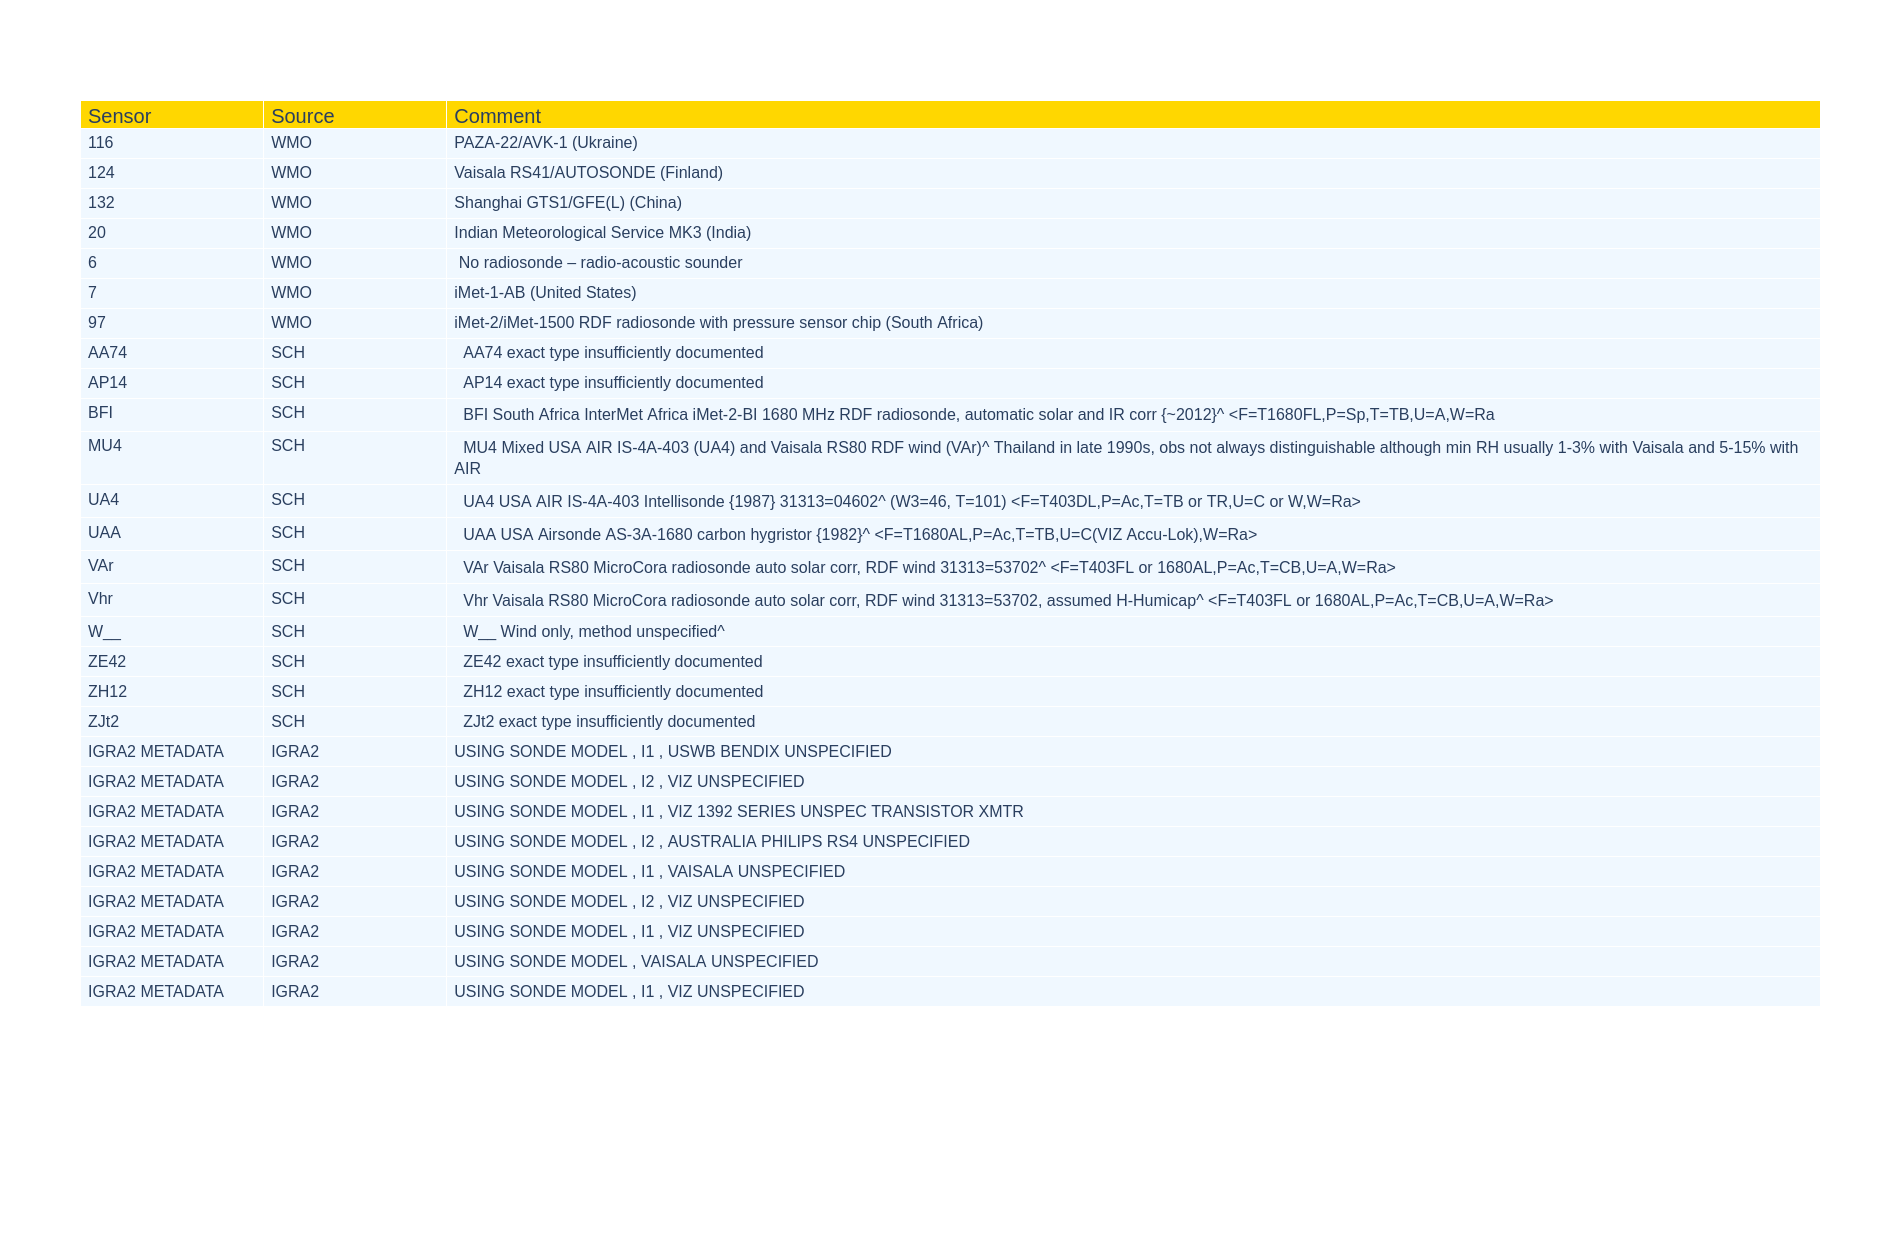 Sensor Source Comment
116 WMO PAZA-22/AVK-1 (Ukraine)
124 WMO Vaisala RS41/AUTOSONDE (Finland)
132 WMO Shanghai GTS1/GFE(L) (China)
20 WMO Indian Meteorological Service MK3 (India)
6 WMO No radiosonde – radio-acoustic sounder
7 WMO iMet-1-AB (United States)
97 WMO iMet-2/iMet-1500 RDF radiosonde with pressure sensor chip (South Africa)
AA74 SCH AA74 exact type insufficiently documented
AP14 SCH AP14 exact type insufficiently documented
BFI SCH BFI South Africa InterMet Africa iMet-2-BI 1680 MHz RDF radiosonde, automatic solar and IR corr {~2012}^ <F=T1680FL,P=Sp,T=TB,U=A,W=Ra
MU4 SCH MU4 Mixed USA AIR IS-4A-403 (UA4) and Vaisala RS80 RDF wind (VAr)^ Thailand in late 1990s, obs not always distinguishable although min RH usually 1-3% with Vaisala and 5-15% with
AIR
UA4 SCH UA4 USA AIR IS-4A-403 Intellisonde {1987} 31313=04602^ (W3=46, T=101) <F=T403DL,P=Ac,T=TB or TR,U=C or W,W=Ra>
UAA SCH UAA USA Airsonde AS-3A-1680 carbon hygristor {1982}^ <F=T1680AL,P=Ac,T=TB,U=C(VIZ Accu-Lok),W=Ra>
VAr SCH VAr Vaisala RS80 MicroCora radiosonde auto solar corr, RDF wind 31313=53702^ <F=T403FL or 1680AL,P=Ac,T=CB,U=A,W=Ra>
Vhr SCH Vhr Vaisala RS80 MicroCora radiosonde auto solar corr, RDF wind 31313=53702, assumed H-Humicap^ <F=T403FL or 1680AL,P=Ac,T=CB,U=A,W=Ra>
W__ SCH W__ Wind only, method unspecified^
ZE42 SCH ZE42 exact type insufficiently documented
ZH12 SCH ZH12 exact type insufficiently documented
ZJt2 SCH ZJt2 exact type insufficiently documented
IGRA2 METADATA IGRA2 USING SONDE MODEL , I1 , USWB BENDIX UNSPECIFIED
IGRA2 METADATA IGRA2 USING SONDE MODEL , I2 , VIZ UNSPECIFIED
IGRA2 METADATA IGRA2 USING SONDE MODEL , I1 , VIZ 1392 SERIES UNSPEC TRANSISTOR XMTR
IGRA2 METADATA IGRA2 USING SONDE MODEL , I2 , AUSTRALIA PHILIPS RS4 UNSPECIFIED
IGRA2 METADATA IGRA2 USING SONDE MODEL , I1 , VAISALA UNSPECIFIED
IGRA2 METADATA IGRA2 USING SONDE MODEL , I2 , VIZ UNSPECIFIED
IGRA2 METADATA IGRA2 USING SONDE MODEL , I1 , VIZ UNSPECIFIED
IGRA2 METADATA IGRA2 USING SONDE MODEL , VAISALA UNSPECIFIED
IGRA2 METADATA IGRA2 USING SONDE MODEL , I1 , VIZ UNSPECIFIED